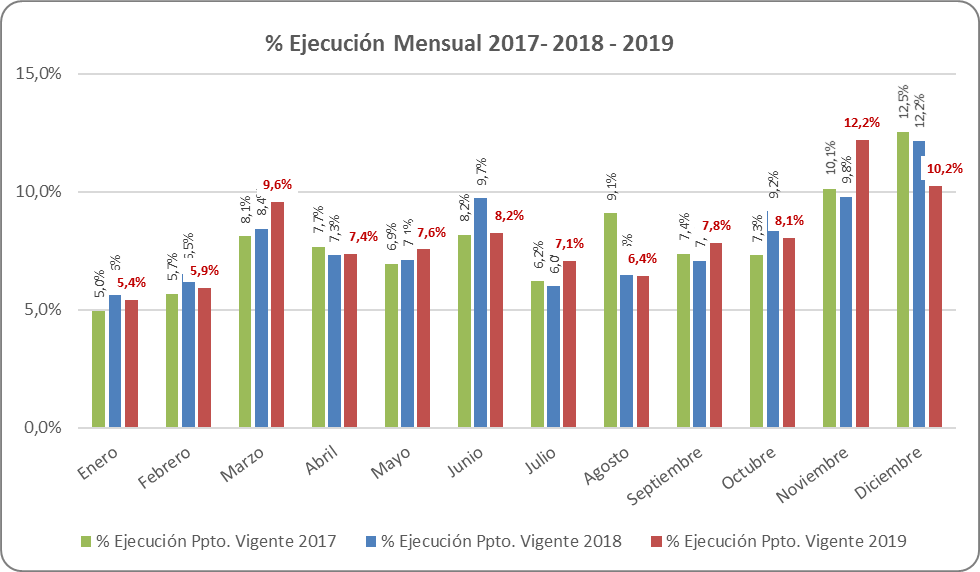 % Ejecución Mensual 2017- 2018 - 2019
15,0%
10,0%
5,0%
0,0%
5,0%
5,4%
5,7%
5,9%
8,1%
8,4%
9,6%
7,7%
7,3%
7,4%
6,9%
7,1%
7,6%
8,2%
9,7%
8,2%
6,2%
7,1%
9,1%
6,4%
7,4%
7,8%
7,3%
9,2%
8,1%
10,1%
9,8%
12,2%
12,5%
12,2%
10,2%
Enero
Febrero
Marzo
Abril
Mayo
Junio
Julio
Agosto
Septiembre
Octubre
Noviembre
Diciembre
% Ejecución Ppto. Vigente 2017
% Ejecución Ppto. Vigente 2018
% Ejecución Ppto. Vigente 2019